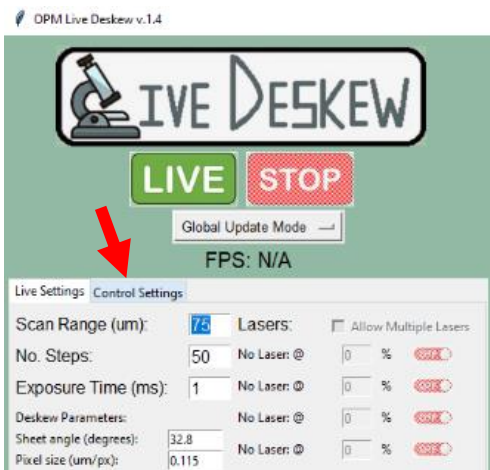 OPM Live Deskew v.1.4
LIVE DESKEW
LIVE STOP
Global Update Mode
FPS: N/A
Live Settings Control Settings
Scan Range (um): 75 Lasers: Allow Multiple Lasers
No. Steps: 50 No Laser: @ 0 %
Exposure Time (ms): 1 No Laser: @ 0 %
Deskew Parameters: No Laser: @ 0 %
Sheet angle (degrees): 32.8
No Laser: @ 0 %
Pixel size (um/px): 0.115